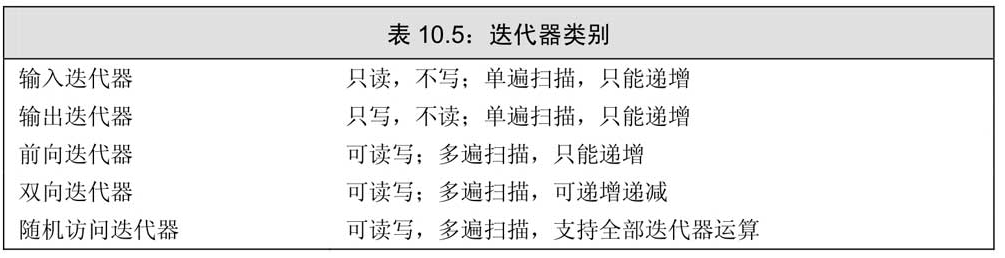 表 10.5：迭代器类别
输入迭代器 只读，不写；单遍扫描，只能递增
输出迭代器 只写，不读；单遍扫描，只能递增
前向迭代器 可读写；多遍扫描，只能递增
双向迭代器 可读写；多遍扫描，可递增递减
随机访问迭代器 可读写，多遍扫描，支持全部迭代器运算